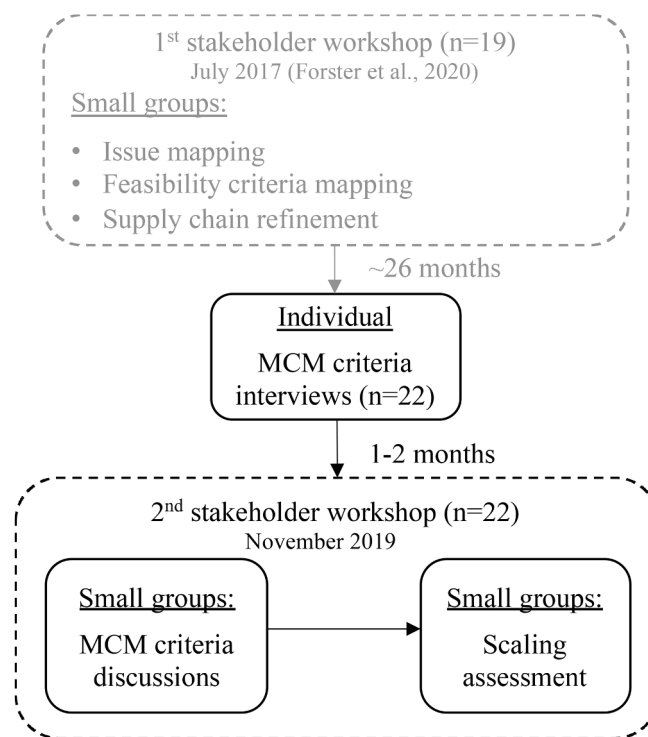 1st stakeholder workshop (n=19)
July 2017 (Forster et al., 2020)
Small groups:
• Issue mapping
• Feasibility criteria mapping
• Supply chain refinement
~26 months
Individual
MCM criteria
interviews (n=22)
1-2 months
2nd stakeholder workshop (n=22)
November 2019
Small groups:
MCM criteria
discussions
Small groups:
Scaling
assessment